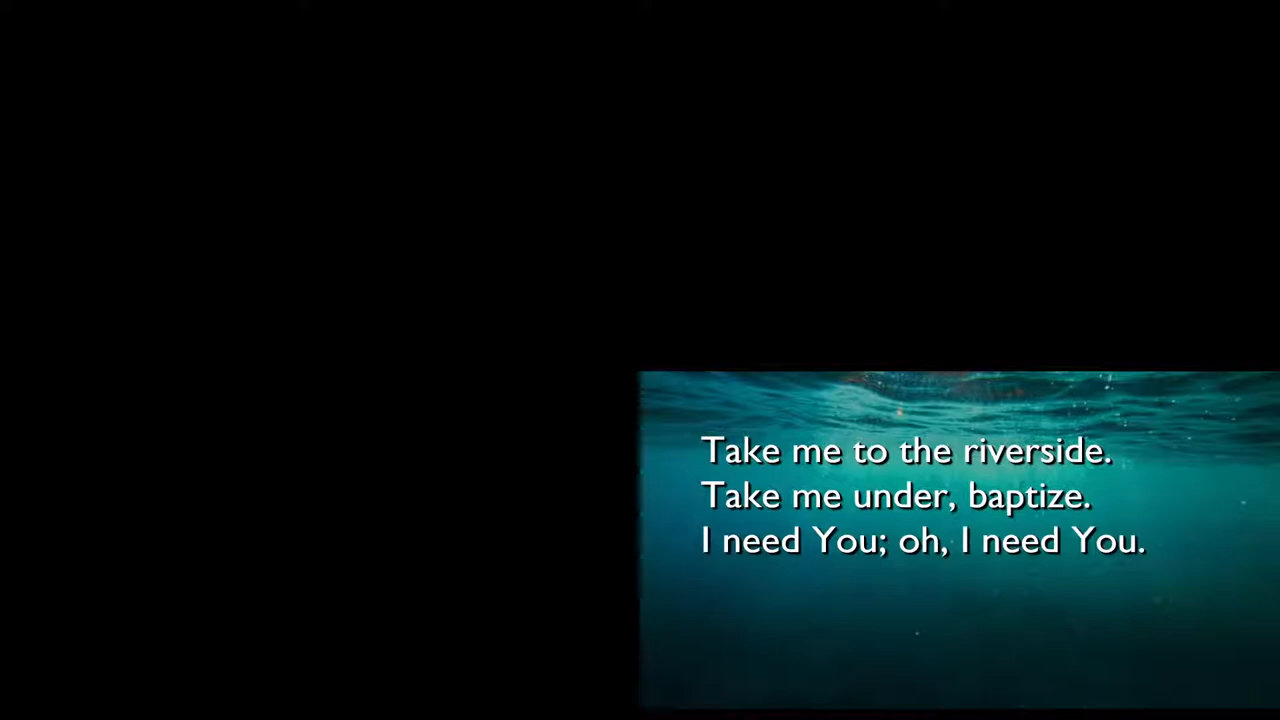 Take me to the riverside.
Take me under, baptize.
I need You; oh, I need You.